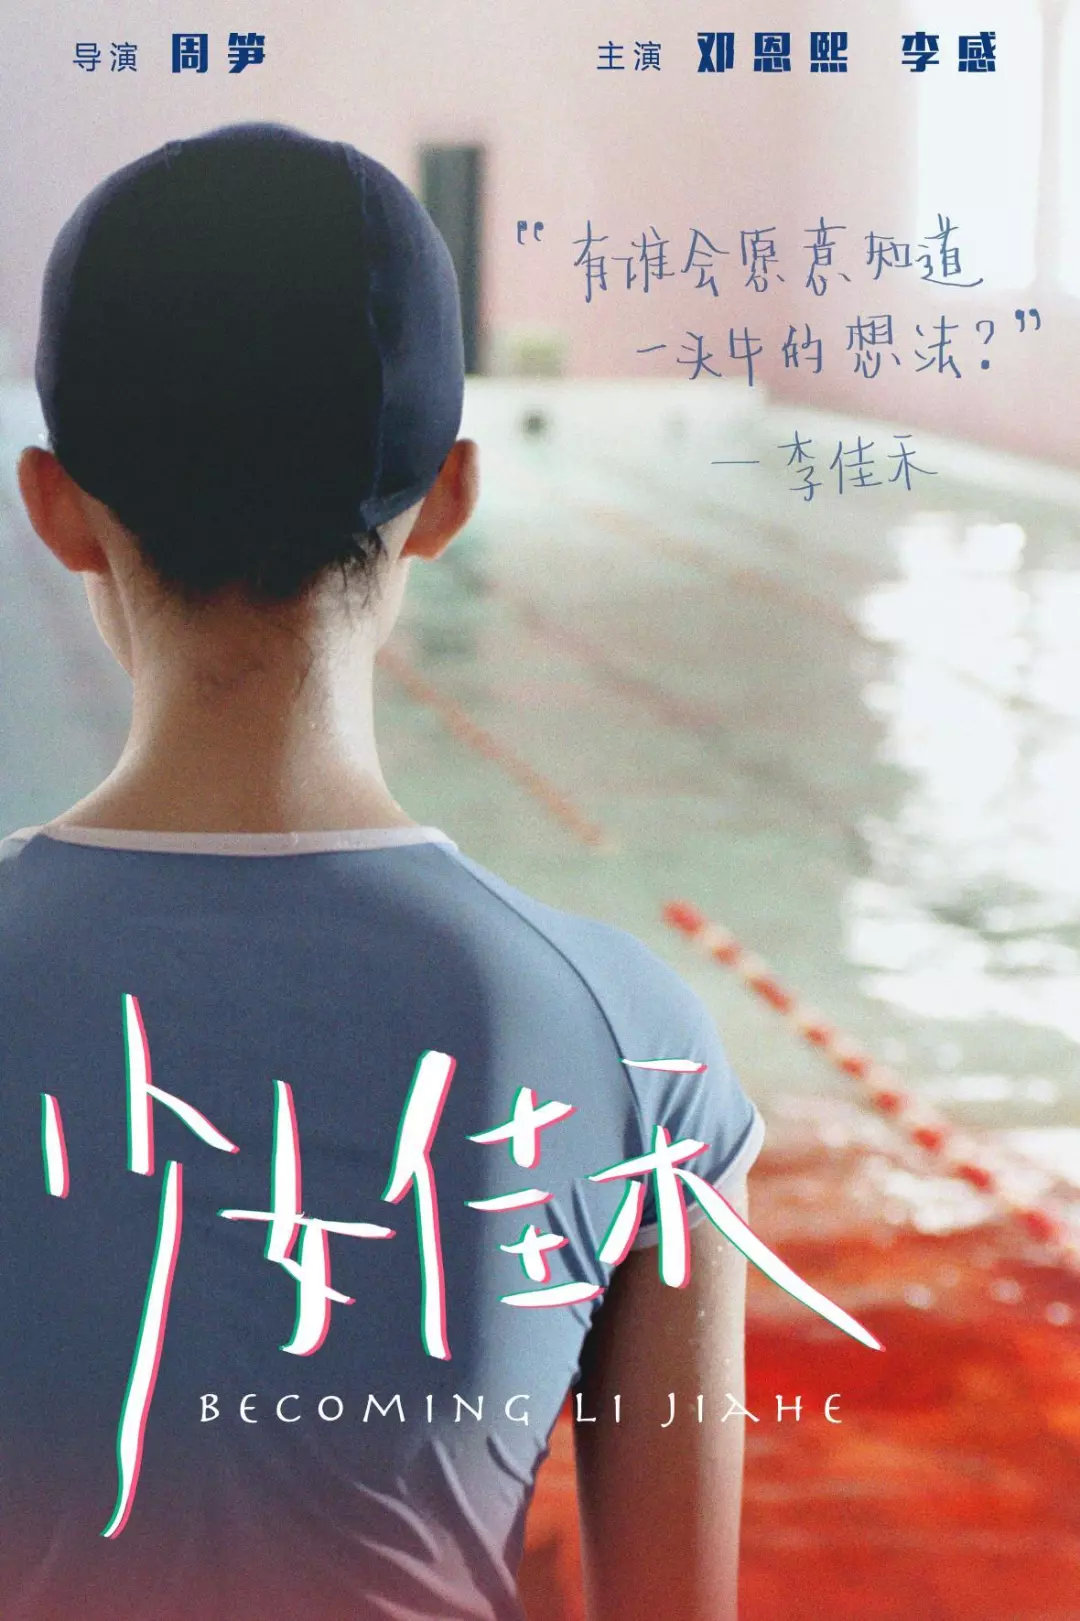 导演 周笋 主演 邓恩熙 李感
“有谁会愿意知道
一头牛的想法？”
— 李佳禾
少女佳禾
BECOMING LI JIAHE